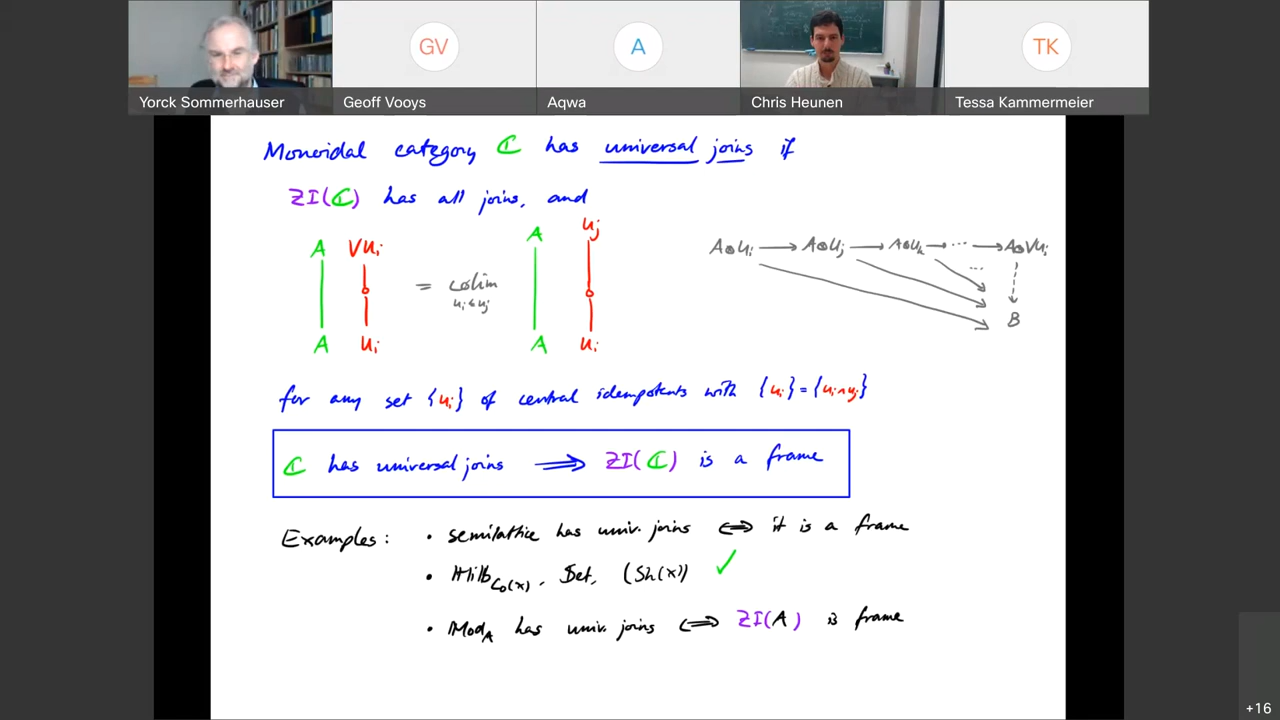 GV
A
TK
Yorck Sommerhauser
Geoff Vooys
Aqwa
Chris Heunen
Tessa Kammermeier
Monoidal category ℂ has universal joins if
ZI(ℂ) has all joins, and
A ∨uᵢ A uⱼ
= colim
uᵢ≤uⱼ
A uᵢ A uᵢ
A⊗uᵢ → A⊗uⱼ → A⊗uₖ → ⋯ → A⊗∨uᵢ
...
B
for any set {uᵢ} of central idempotents with {uᵢ} = {uᵢ∧uⱼ}
ℂ has universal joins ⟹ ZI(ℂ) is a frame
Examples: • semilattice has univ. joins ⟺ it is a frame
• Hilb_C₀(X), Set, (Sh(X)) ✓
• Mod_A has univ. joins ⟺ ZI(A) is frame
+16